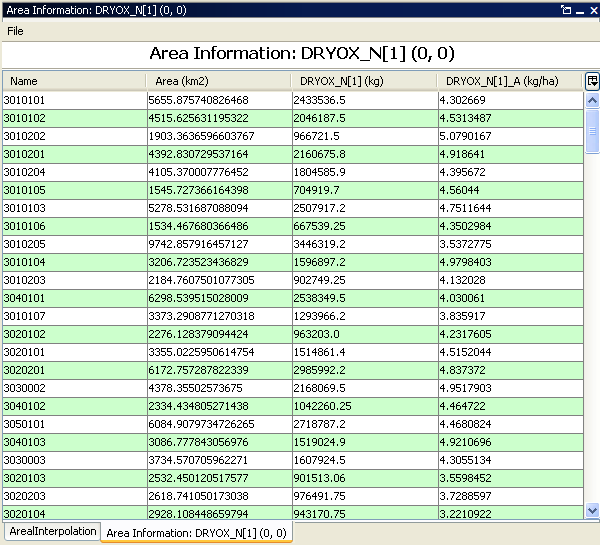 Area Information: DRYOX_N[1] (0, 0)
File
Area Information: DRYOX_N[1] (0, 0)
Name Area (km2) DRYOX_N[1] (kg) DRYOX_N[1]_A (kg/ha)
3010101 5655.875740826468 2433536.5 4.302669
3010102 4515.625631195322 2046187.5 4.5313487
3010202 1903.3636596603767 966721.5 5.0790167
3010201 4392.830729537164 2160675.8 4.918641
3010204 4105.370007776452 1804585.9 4.395672
3010105 1545.727366164398 704919.7 4.56044
3010103 5278.531687088094 2507917.2 4.7511644
3010106 1534.467680366486 667539.25 4.3502984
3010205 9742.857916457127 3446319.2 3.5372775
3010104 3206.723523436829 1596897.2 4.9798403
3010203 2184.7607501077305 902749.25 4.132028
3040101 6298.539515028009 2538349.5 4.030061
3010107 3373.2908771270318 1293966.2 3.835917
3020102 2276.128379094424 963203.0 4.2317605
3020101 3355.0225950614754 1514861.4 4.5152044
3020201 6172.757287822339 2985992.2 4.837372
3030002 4378.35502573675 2168069.5 4.9517903
3040102 2334.434805271438 1042260.25 4.464722
3050101 6084.9079734726265 2718787.2 4.4680824
3040103 3086.777843056976 1519024.9 4.9210696
3030003 3734.570705962271 1607924.5 4.3055134
3020103 2532.450120517577 901513.06 3.5598452
3020203 2618.741050173038 976491.75 3.7288597
3020104 2928.108448659794 943170.75 3.2210922
ArealInterpolation Area Information: DRYOX_N[1] (0, 0)